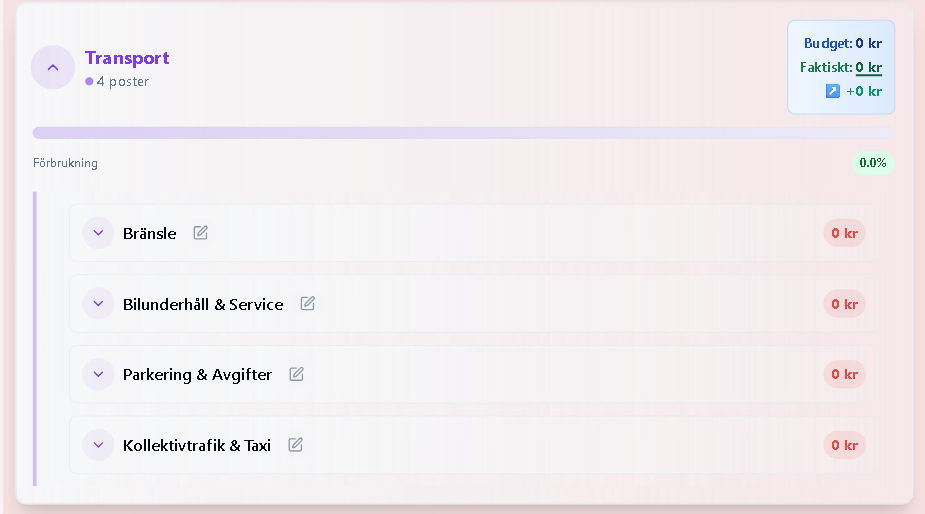 Transport
4 poster
Budget: 0 kr
Faktiskt: 0 kr
+0 kr
Förbrukning
0.0%
Bränsle
0 kr
Bilunderhåll & Service
0 kr
Parkering & Avgifter
0 kr
Kollektivtrafik & Taxi
0 kr